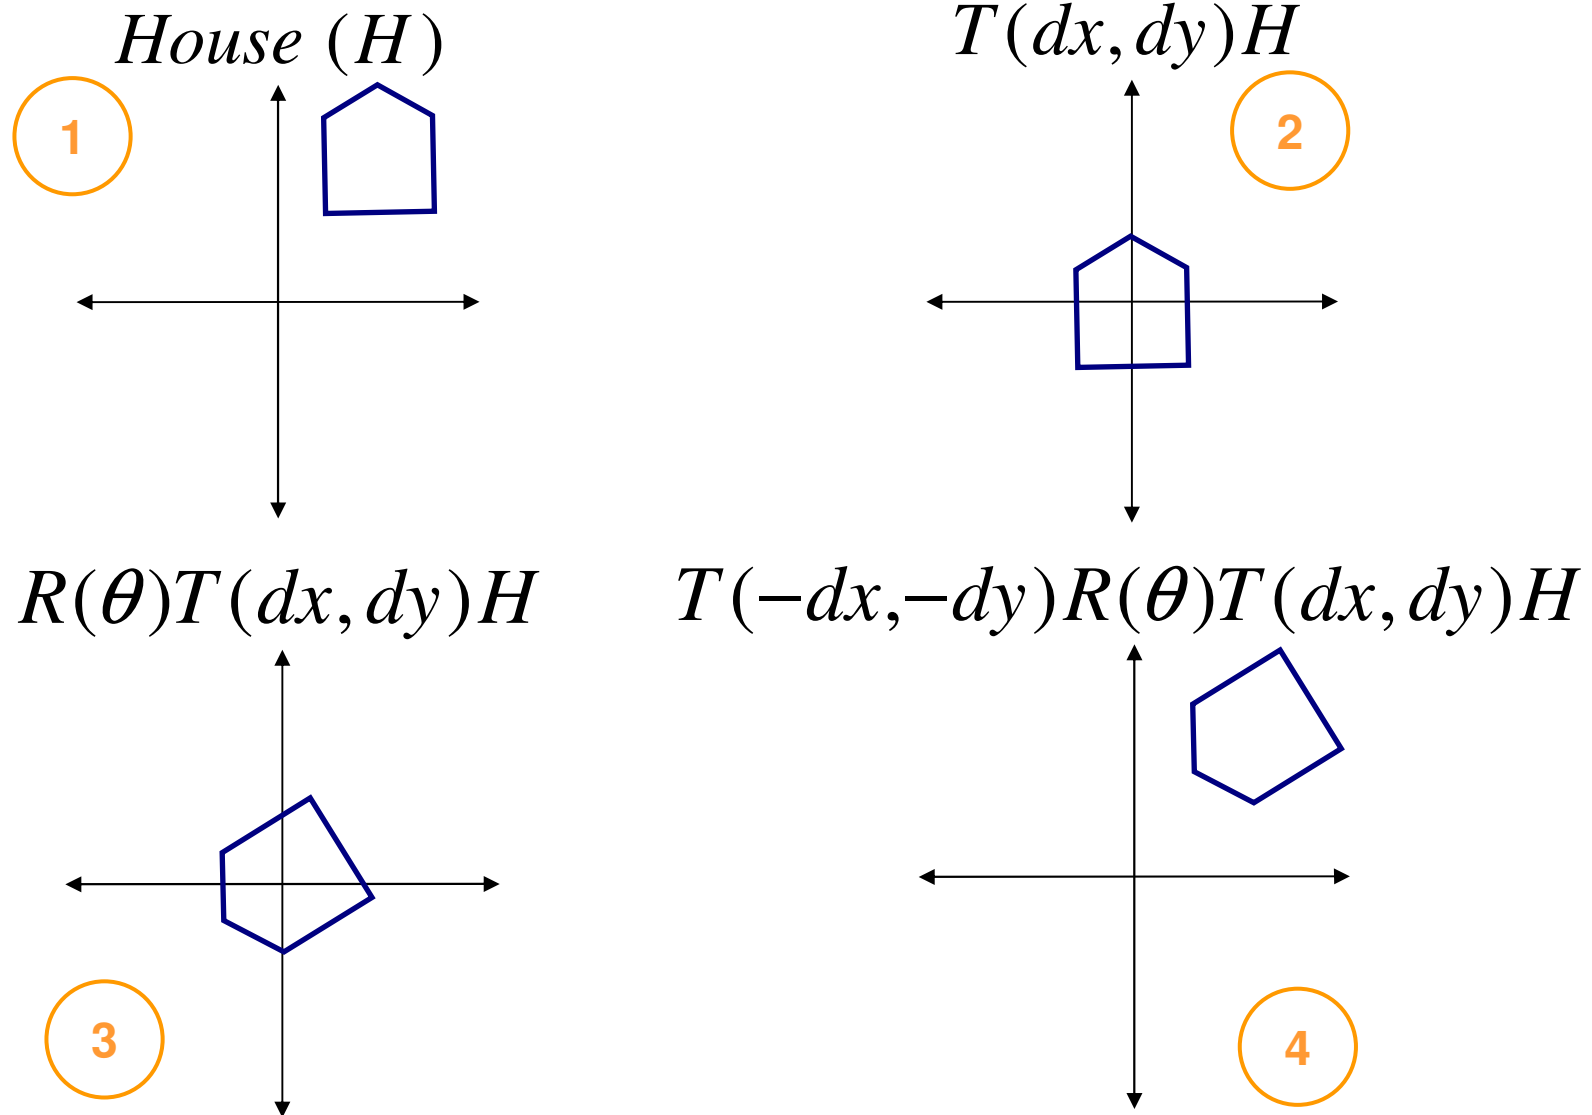 House (H)
1
T(dx,dy)H
2
R(θ)T(dx,dy)H
3
T(−dx,−dy)R(θ)T(dx,dy)H
4